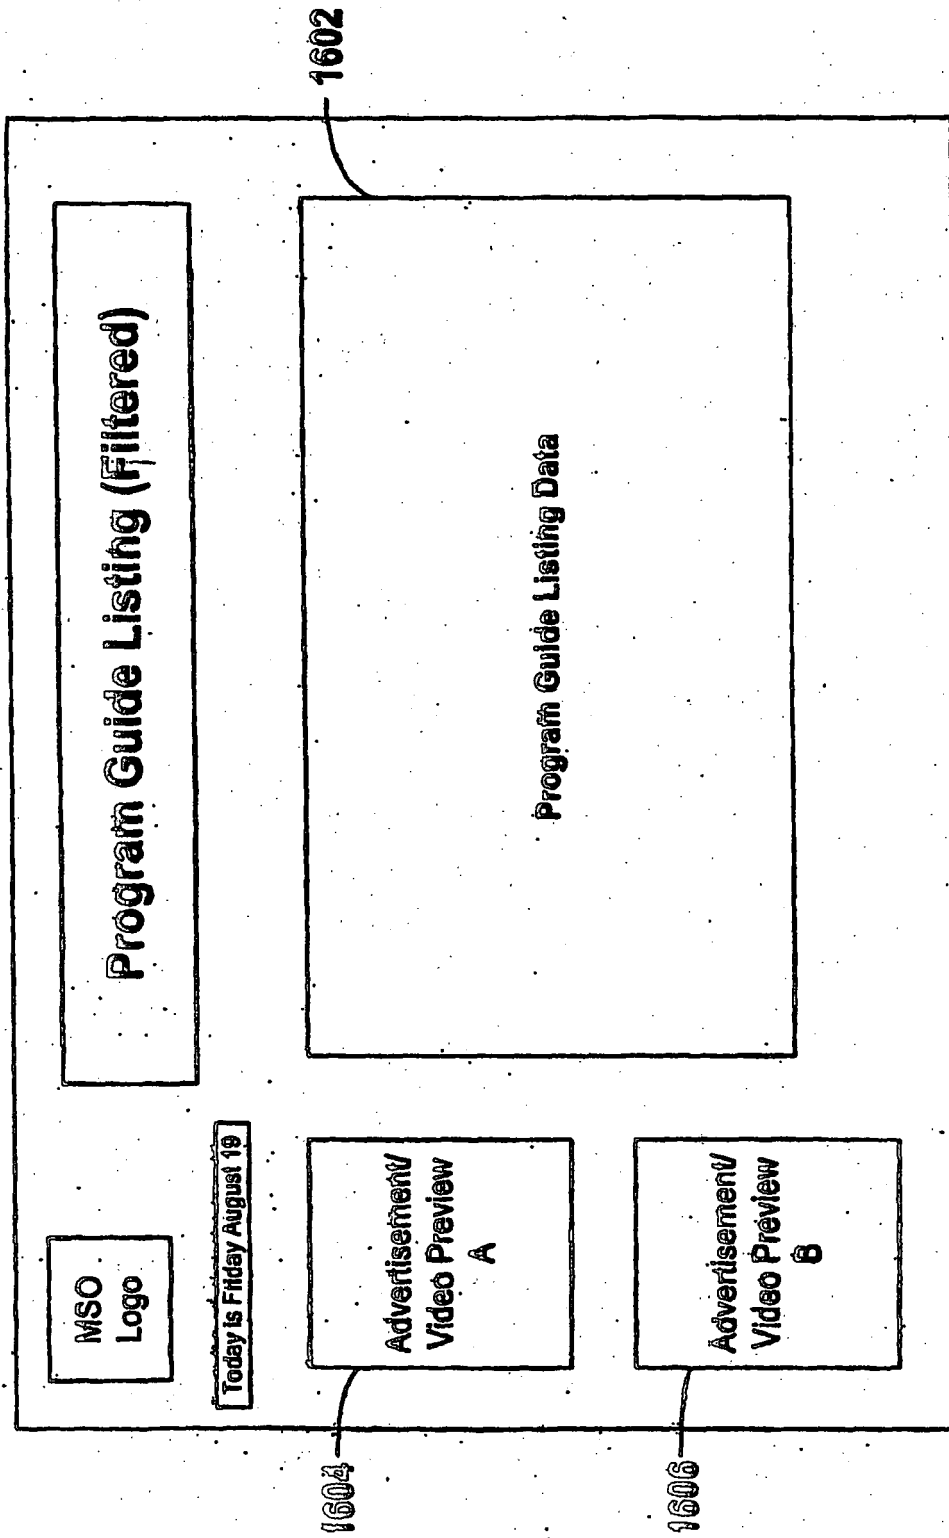 MSO
Logo
Program Guide Listing (Filtered)
Today is Friday August 19
1602
1604
Advertisement/
Video Preview
A
Program Guide Listing Data
1606
Advertisement/
Video Preview
B